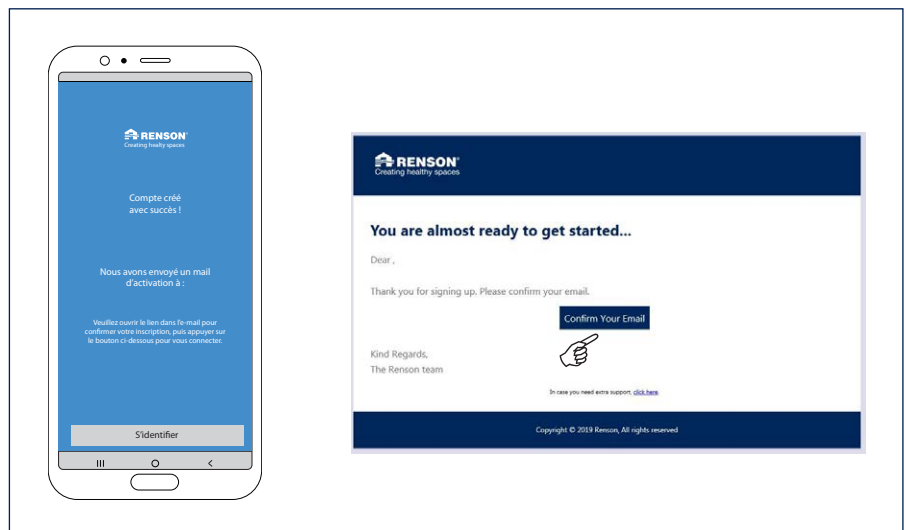 RENSON®
Creating healty spaces
Compte créé
avec succès !
Nous avons envoyé un mail
d'activation à :
Veuillez ouvrir le lien dans l'e-mail pour
confirmer votre inscription, puis appuyer sur
le bouton ci-dessous pour vous connecter.
S'identifier
RENSON®
Creating healthy spaces
You are almost ready to get started...
Dear ,
Thank you for signing up. Please confirm your email.
Confirm Your Email
Kind Regards,
The Renson team
In case you need extra support, click here.
Copyright © 2019 Renson, All rights reserved